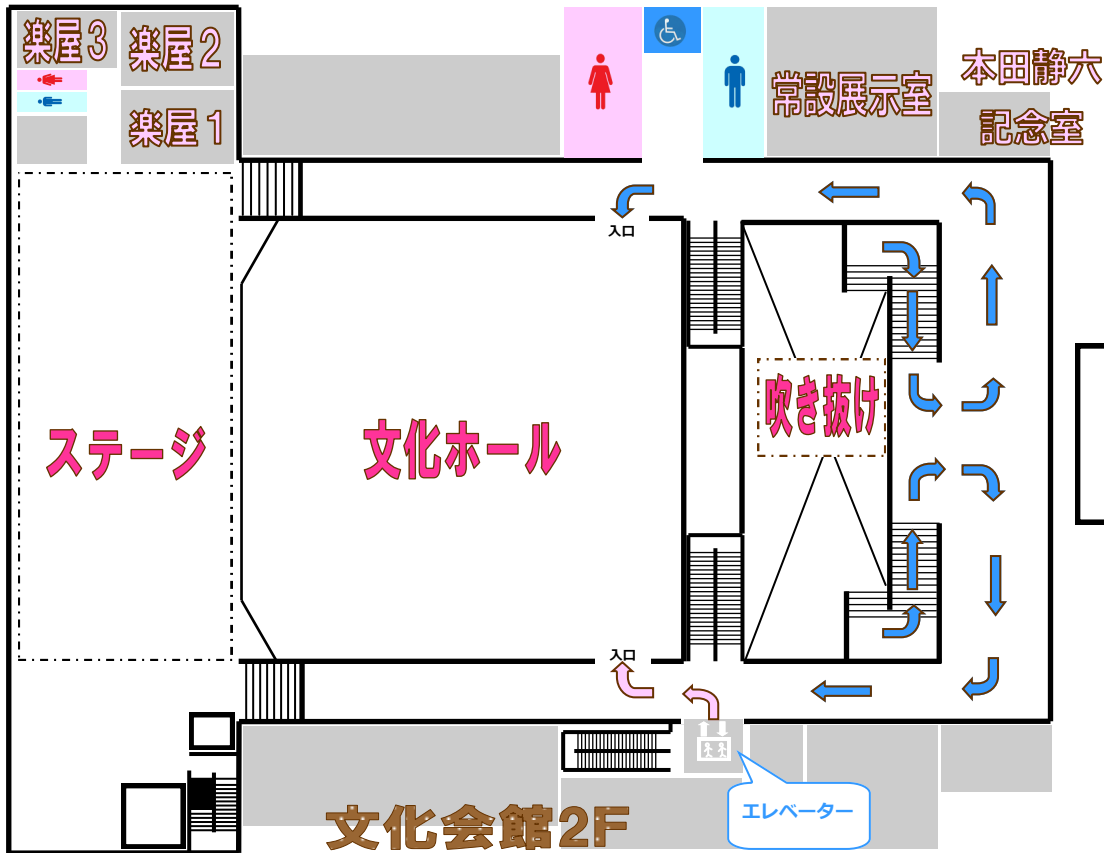 楽屋3
楽屋2
楽屋1
常設展示室
本田静六
記念室
入口
ステージ
文化ホール
吹き抜け
入口
エレベーター
文化会館2F